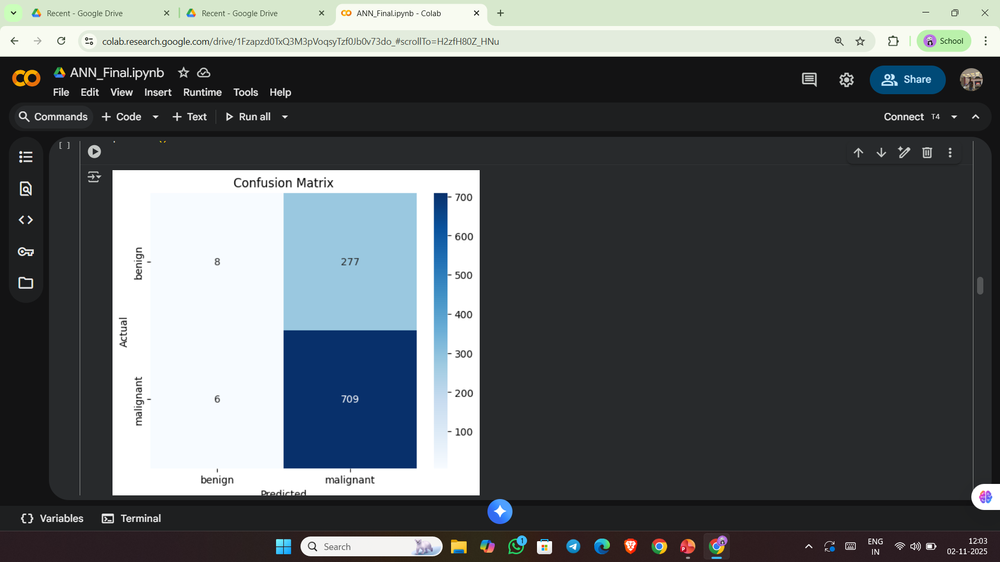 Recent - Google Drive
Recent - Google Drive
ANN_Final.ipynb - Colab
colab.research.google.com/drive/1Fzapzd0TxQ3M3pVoqsyTzf0Jb0v73do_#scrollTo=H2zfH80Z_HNu
School
ANN_Final.ipynb
File Edit View Insert Runtime Tools Help
Share
Commands + Code + Text Run all
Connect T4
[ ]
Confusion Matrix
700
600
500
400
300
200
100
benign
8
277
Actual
malignant
6
709
benign
malignant
Predicted
Variables
Terminal
Search
1
ENG
IN
12:03
02-11-2025